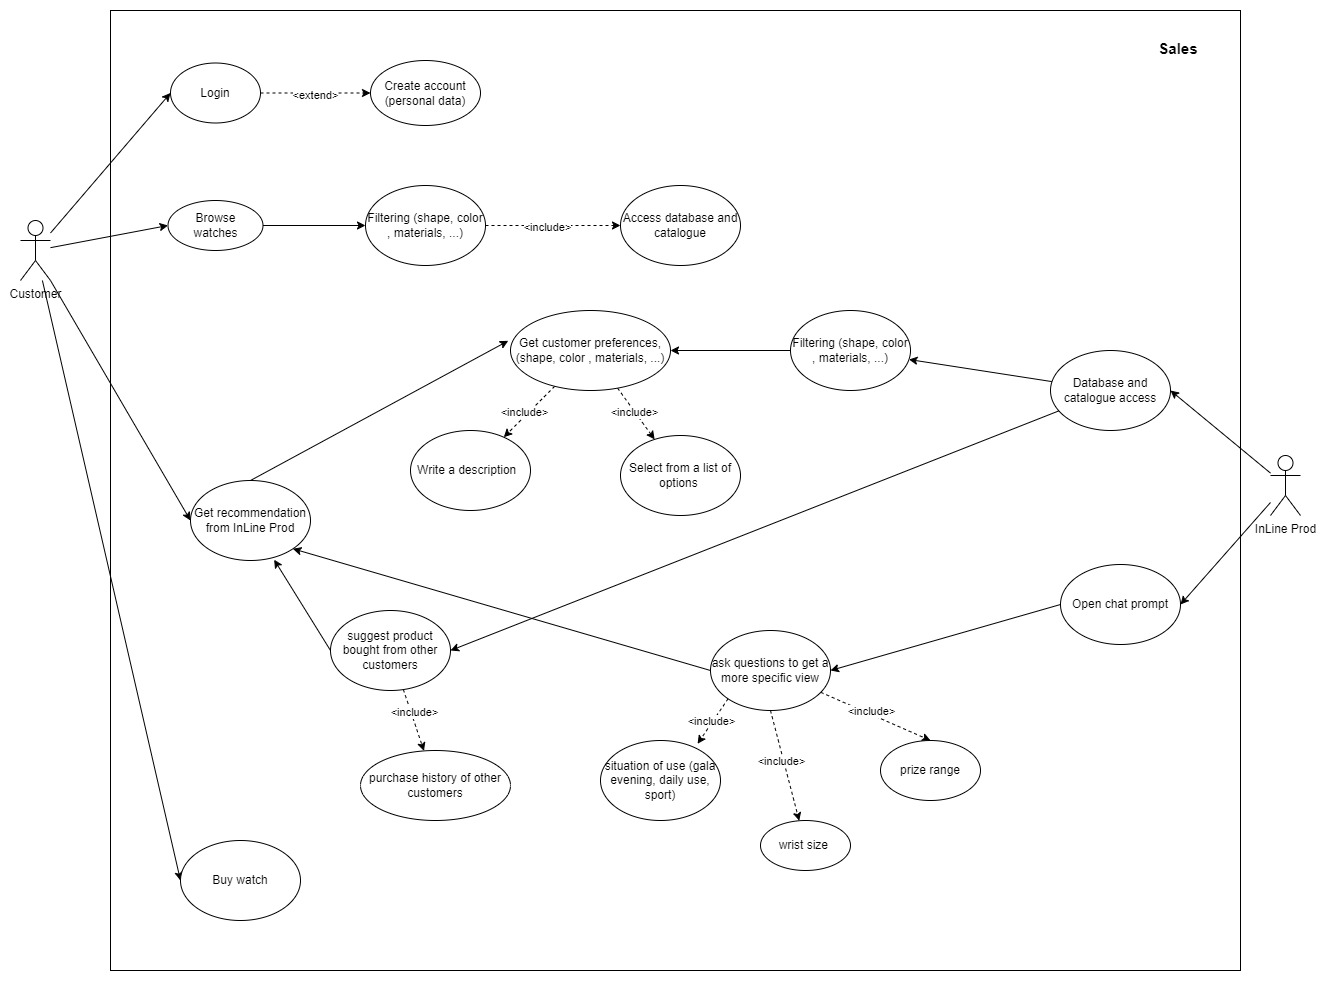 Sales
Login
<extend>
Create account
(personal data)
Browse
watches
Filtering (shape, color
, materials, ...)
<include>
Access database and
catalogue
Customer
Get customer preferences,
(shape, color , materials, ...)
Filtering (shape, color
, materials, ...)
Database and
catalogue access
<include>
<include>
Write a description
Select from a list of
options
Get recommendation
from InLine Prod
InLine Prod
Open chat prompt
suggest product
bought from other
customers
ask questions to get a
more specific view
<include>
<include>
<include>
<include>
purchase history of other
customers
situation of use (gala
evening, daily use,
sport)
prize range
wrist size
Buy watch